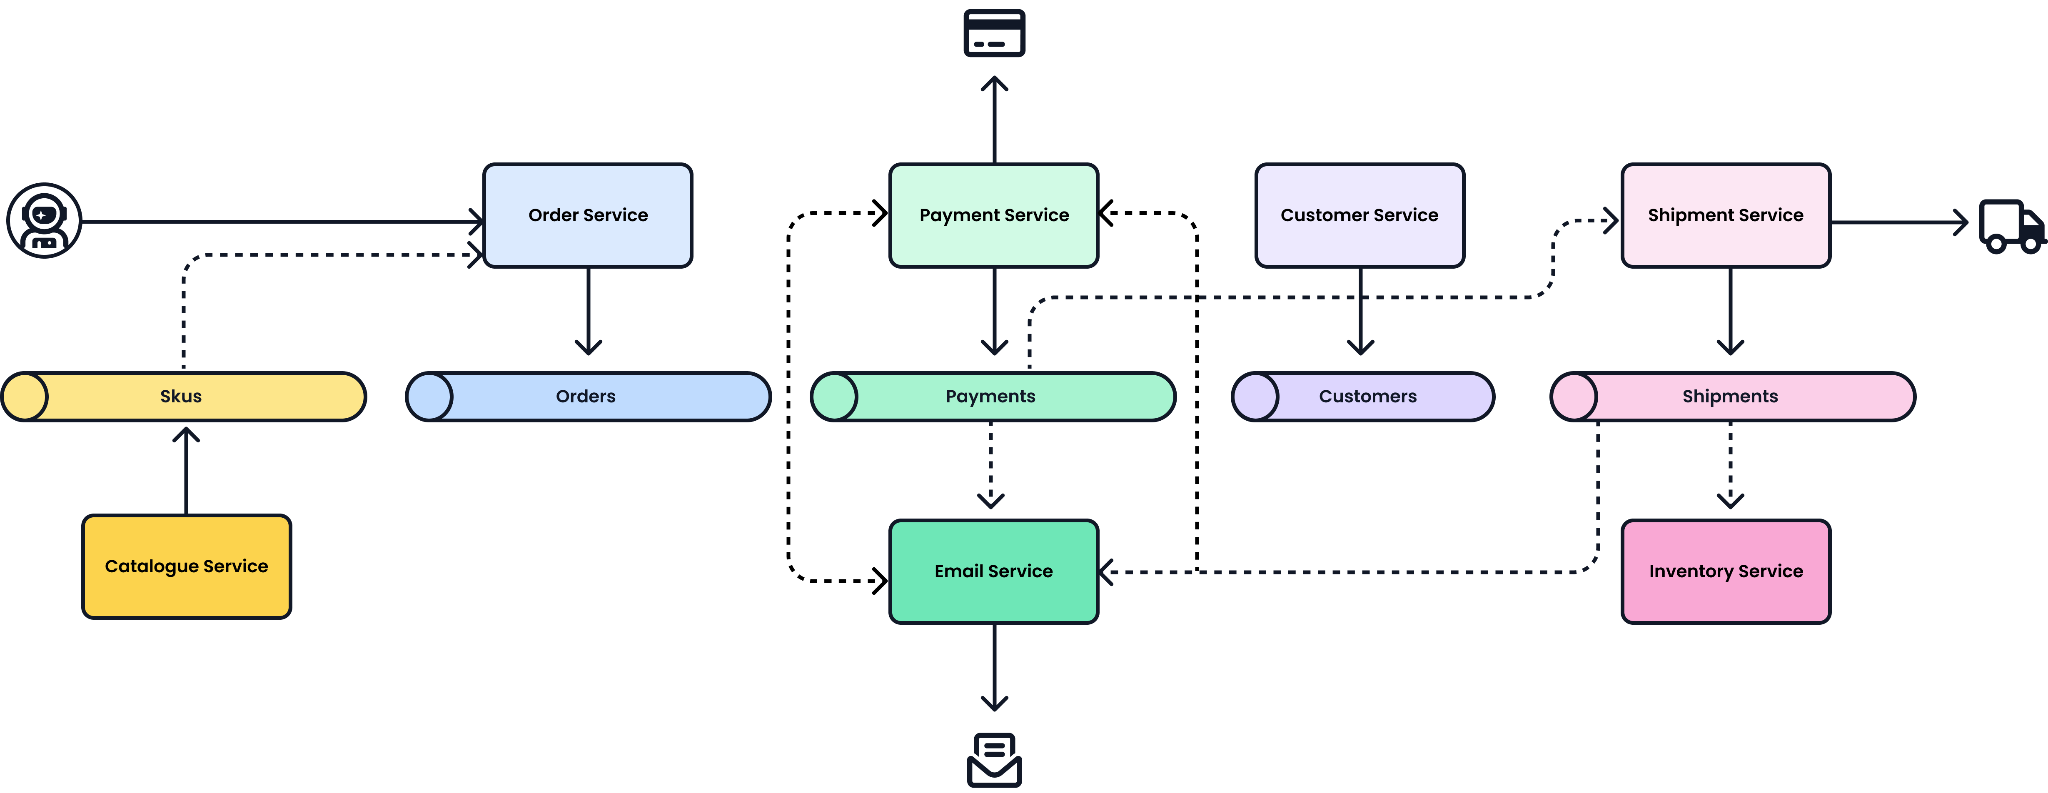 Order Service
Payment Service
Customer Service
Shipment Service
Skus
Orders
Payments
Customers
Shipments
Catalogue Service
Email Service
Inventory Service